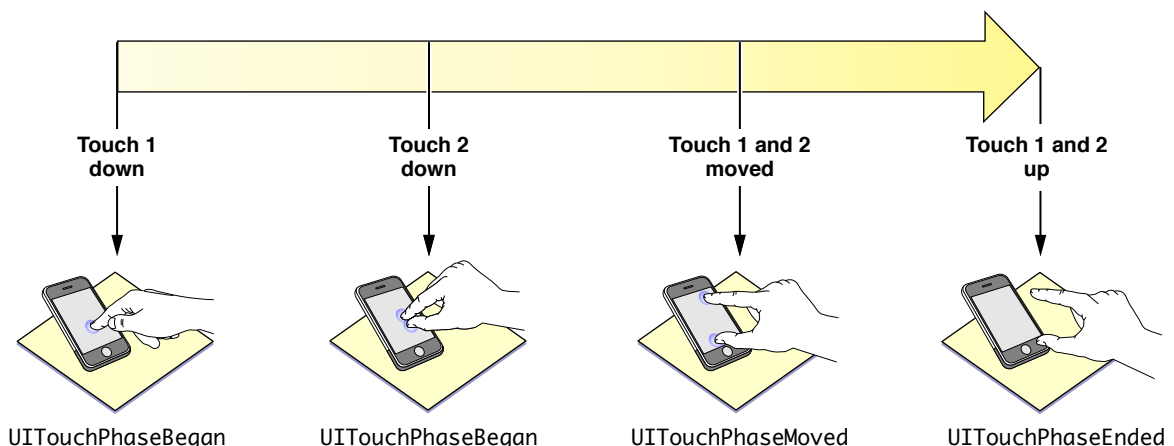 Touch 1
down
Touch 2
down
Touch 1 and 2
moved
Touch 1 and 2
up
UITouchPhaseBegan
UITouchPhaseBegan
UITouchPhaseMoved
UITouchPhaseEnded